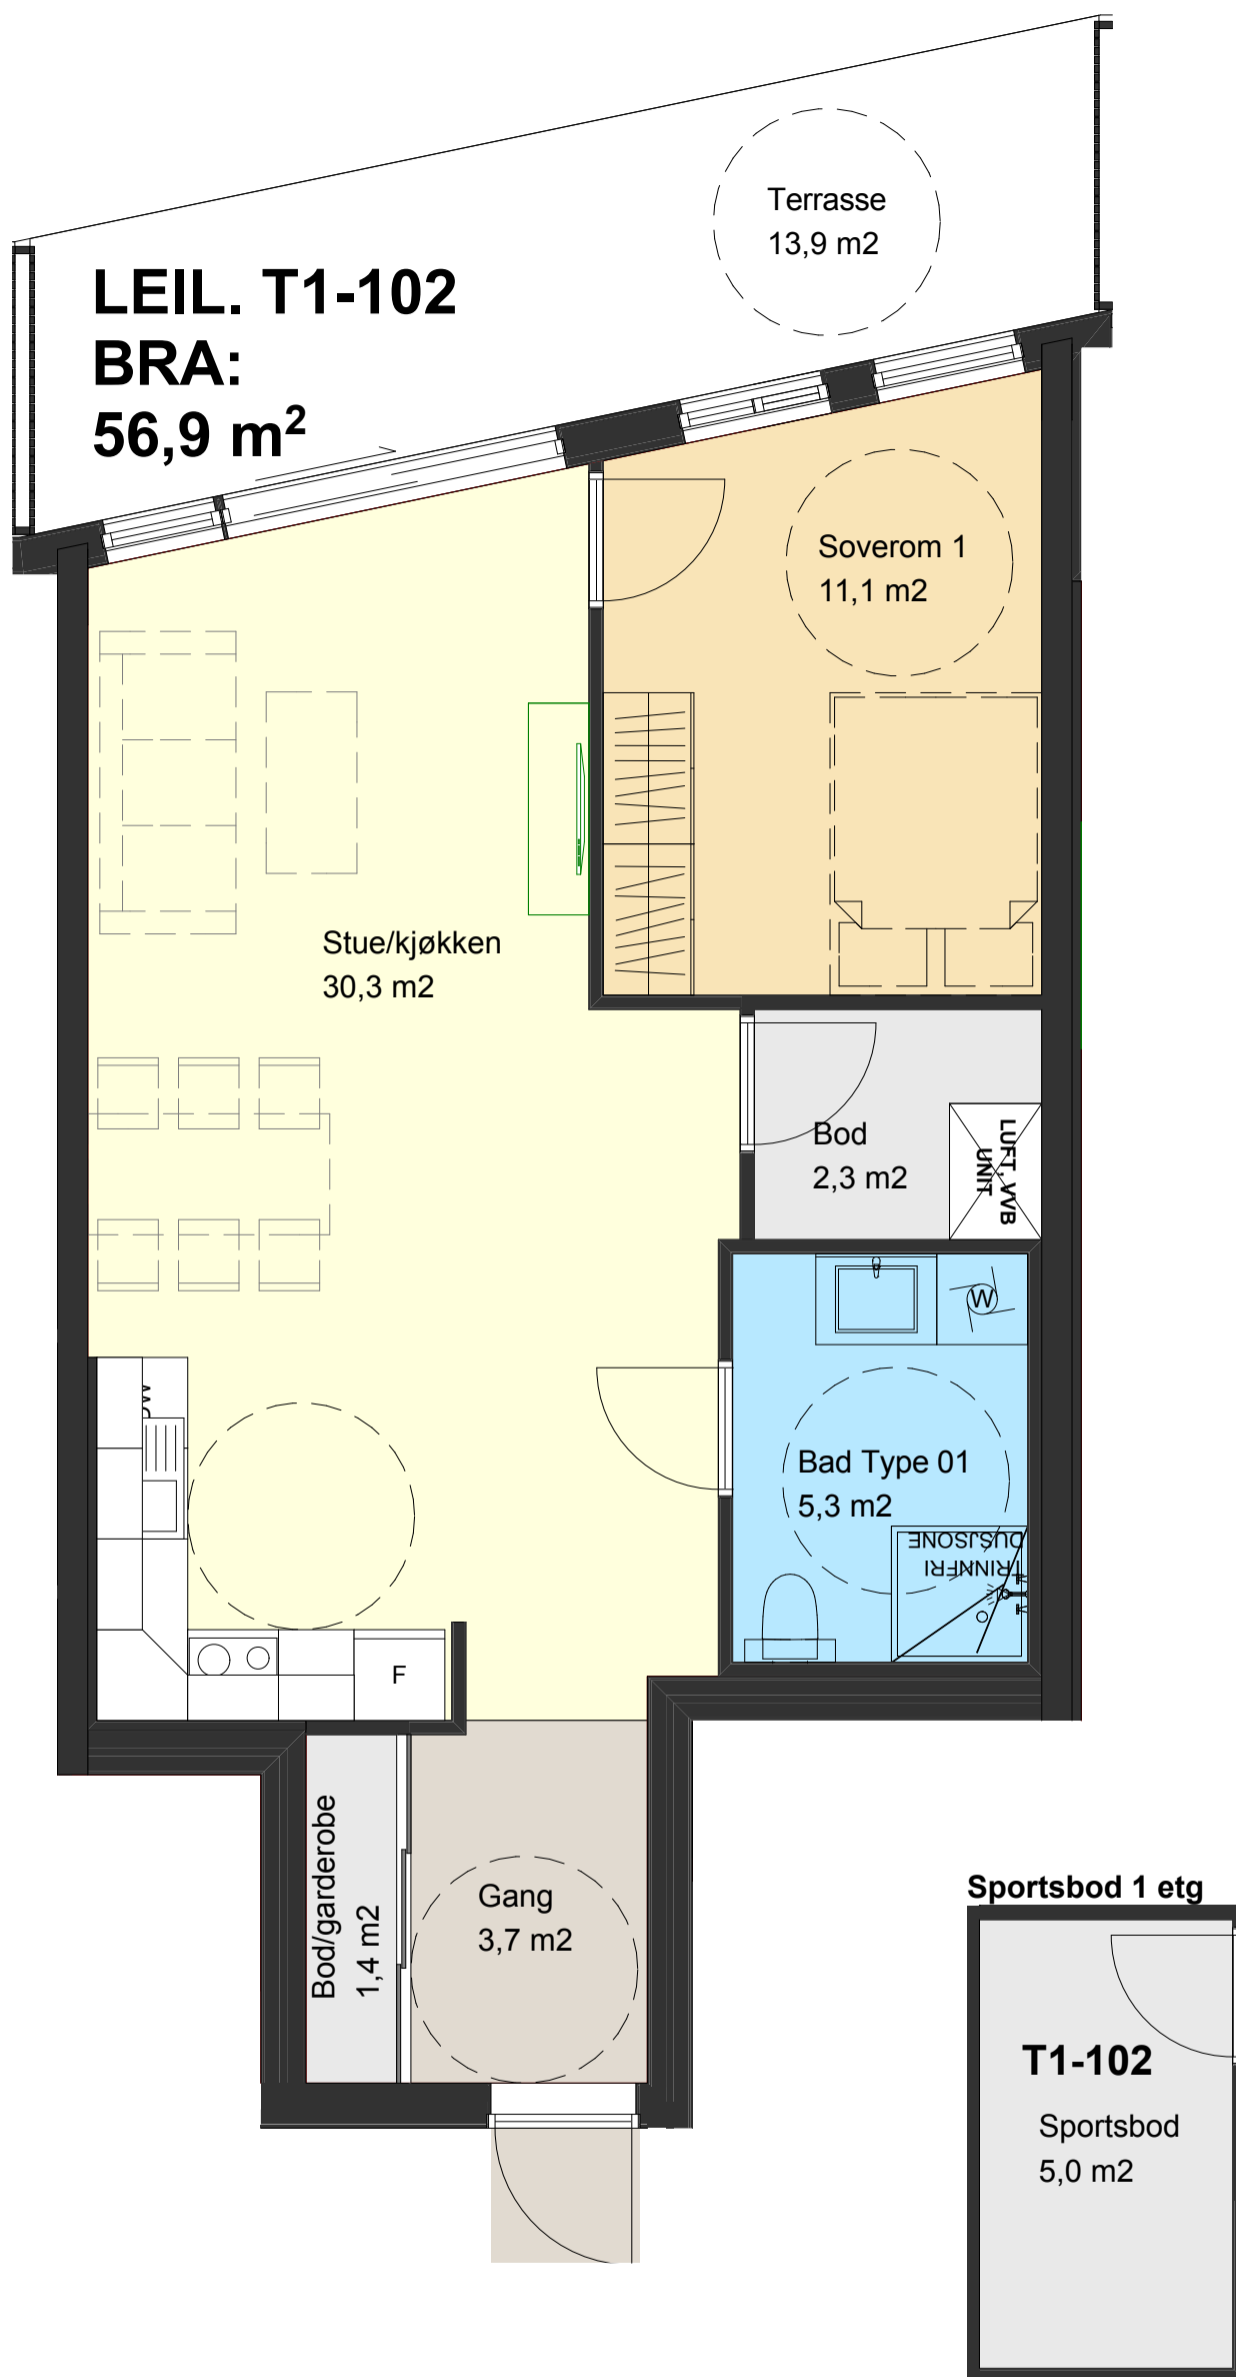 Terrasse
13,9 m2
LEIL. T1-102
BRA:
56,9 m²
Soverom 1
11,1 m2
Stue/kjøkken
30,3 m2
Bod
2,3 m2
LUFT, VVB
UNIT
W
DW
Bad Type 01
5,3 m2
TRINNFRI
DUSJSONE
F
Bod/garderobe
1,4 m2
Gang
3,7 m2
Sportsbod 1 etg
T1-102
Sportsbod
5,0 m2